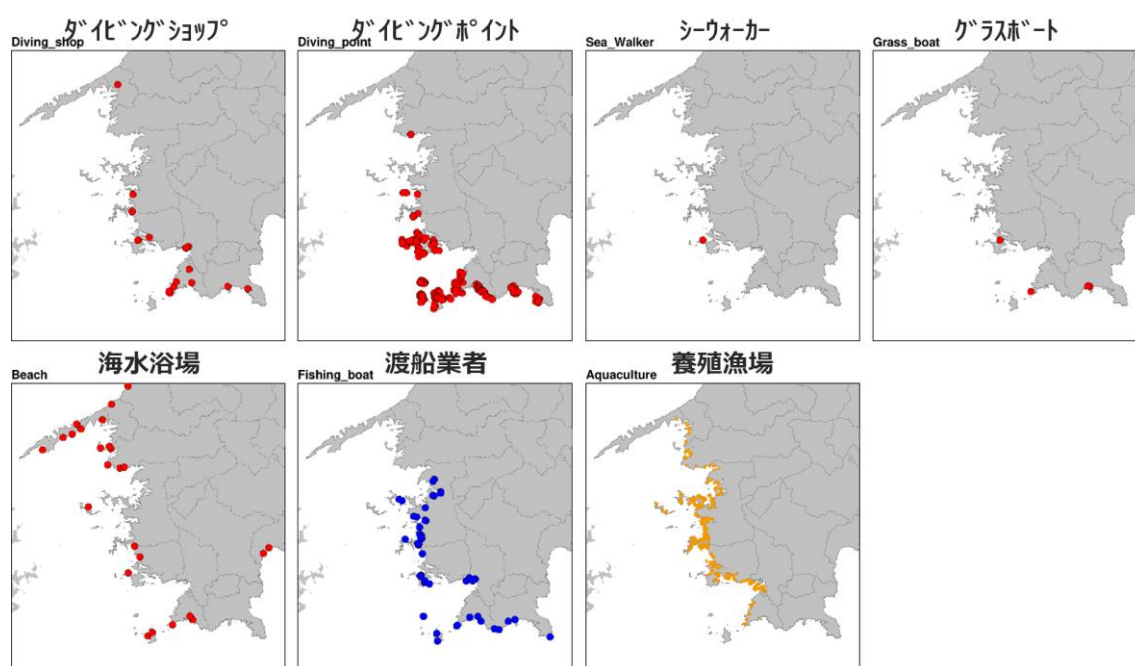 ﾀﾞｲﾋﾞﾝｸﾞｼｮｯﾌﾟ
Diving_shop
ﾀﾞｲﾋﾞﾝｸﾞﾎﾟｲﾝﾄ
Diving_point
ｼｰｳｫｰｶｰ
Sea_Walker
ｸﾞﾗｽﾎﾞｰﾄ
Grass_boat
海水浴場
Beach
渡船業者
Fishing_boat
養殖漁場
Aquaculture